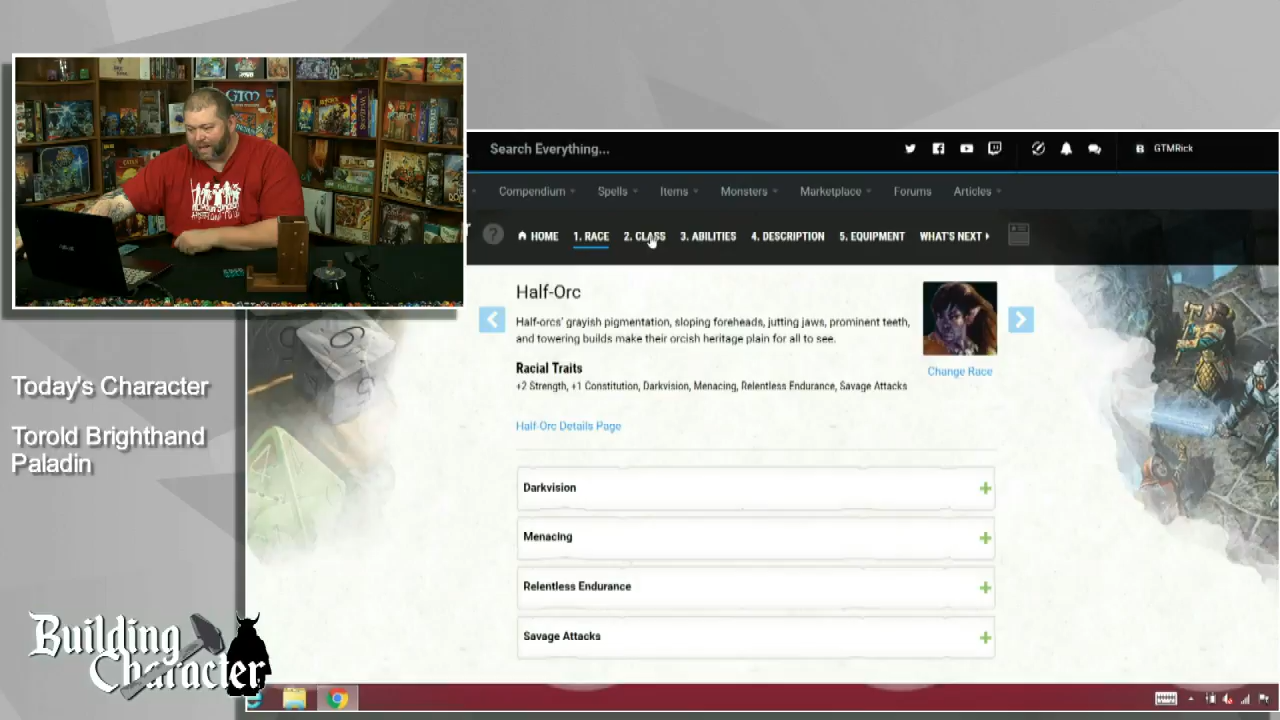 GTM
Search Everything...
GTMRick
Compendium
Spells
Items
Monsters
Marketplace
Forums
Articles
HOME
1. RACE
2. CLASS
3. ABILITIES
4. DESCRIPTION
5. EQUIPMENT
WHAT'S NEXT
Half-Orc
Half-orcs' grayish pigmentation, sloping foreheads, jutting jaws, prominent teeth,
and towering builds make their orcish heritage plain for all to see.
Racial Traits
+2 Strength, +1 Constitution, Darkvision, Menacing, Relentless Endurance, Savage Attacks
Change Race
Half-Orc Details Page
Darkvision
Menacing
Relentless Endurance
Savage Attacks
Today's Character
Torold Brighthand
Paladin
Building
Character